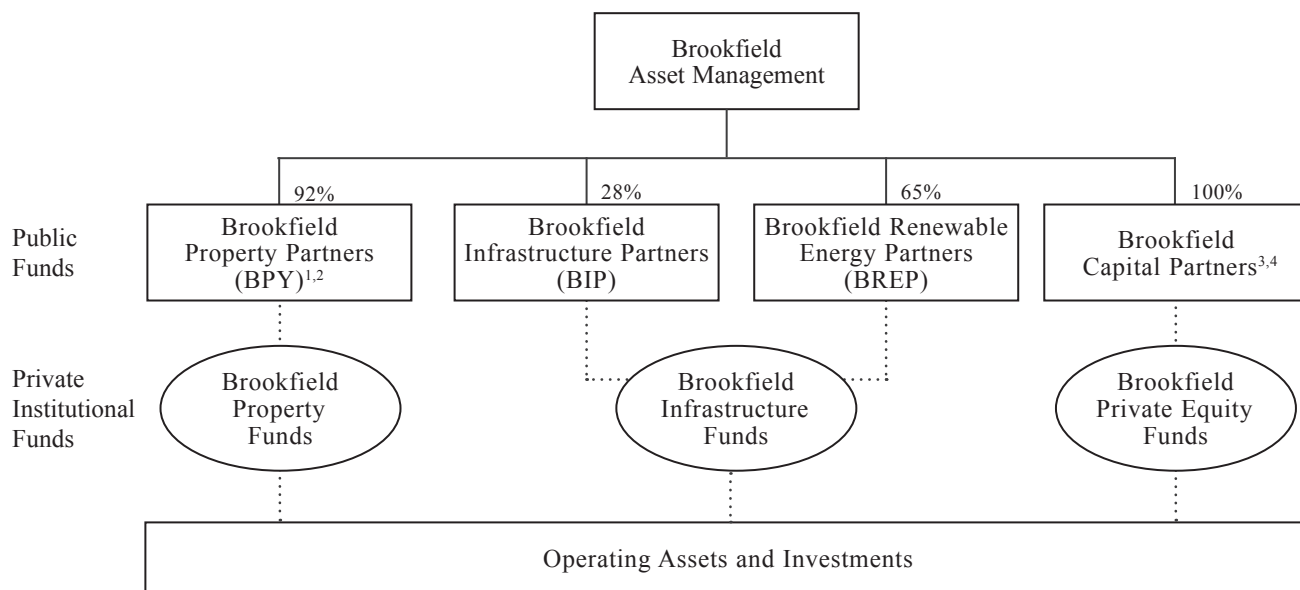 Brookfield
Asset Management
92%
28%
65%
100%
Public
Funds
Brookfield
Property Partners
(BPY)1,2
Brookfield
Infrastructure Partners
(BIP)
Brookfield Renewable
Energy Partners
(BREP)
Brookfield
Capital Partners3,4
Private
Institutional
Funds
Brookfield
Property
Funds
Brookfield
Infrastructure
Funds
Brookfield
Private Equity
Funds
Operating Assets and Investments